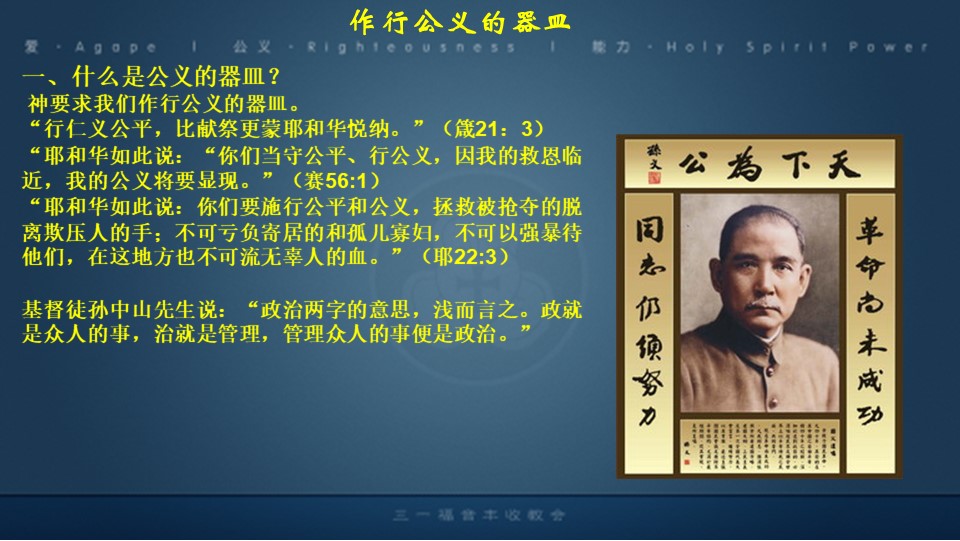 作行公义的器皿
爱·Agape | 公义·Righteousness | 能力·Holy Spirit Power
一、什么是公义的器皿？
神要求我们作行公义的器皿。
“行仁义公平，比献祭更蒙耶和华悦纳。”（箴21：3）
“耶和华如此说：“你们当守公平、行公义，因我的救恩临
近，我的公义将要显现。”（赛56:1）
“耶和华如此说：你们要施行公平和公义，拯救被抢夺的脱
离欺压人的手；不可亏负寄居的和孤儿寡妇，不可以强暴待
他们，在这地方也不可流无辜人的血。”（耶22:3）
基督徒孙中山先生说：“政治两字的意思，浅而言之。政就
是众人的事，治就是管理，管理众人的事便是政治。”
天下為公
孫文
革命尚未成功
同志仍須努力
孫文
三一福音丰收教会